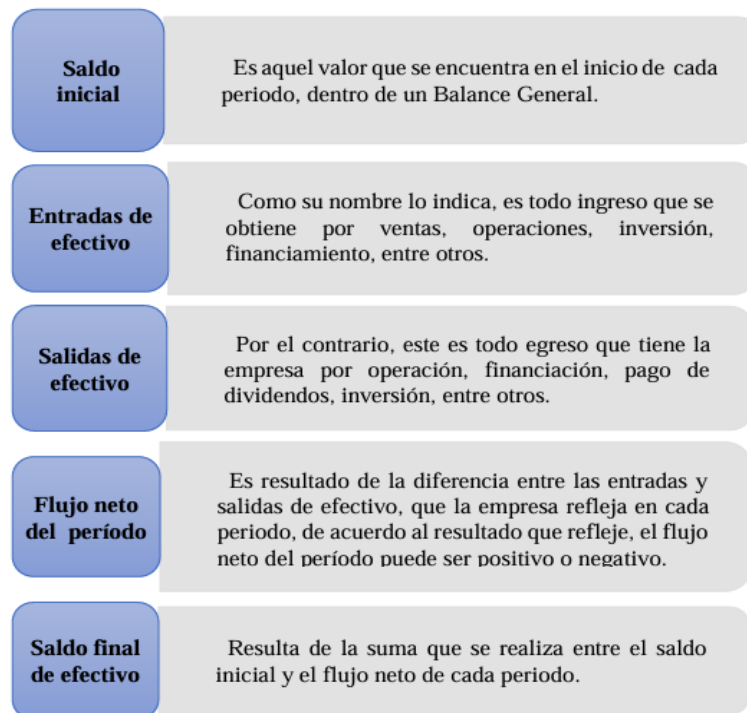 Saldo
inicial
Es aquel valor que se encuentra en el inicio de cada
periodo, dentro de un Balance General.
Entradas de
efectivo
Como su nombre lo indica, es todo ingreso que se
obtiene por ventas, operaciones, inversión,
financiamiento, entre otros.
Salidas de
efectivo
Por el contrario, este es todo egreso que tiene la
empresa por operación, financiación, pago de
dividendos, inversión, entre otros.
Flujo neto
del período
Es resultado de la diferencia entre las entradas y
salidas de efectivo, que la empresa refleja en cada
periodo, de acuerdo al resultado que refleje, el flujo
neto del período puede ser positivo o negativo.
Saldo final
de efectivo
Resulta de la suma que se realiza entre el saldo
inicial y el flujo neto de cada periodo.